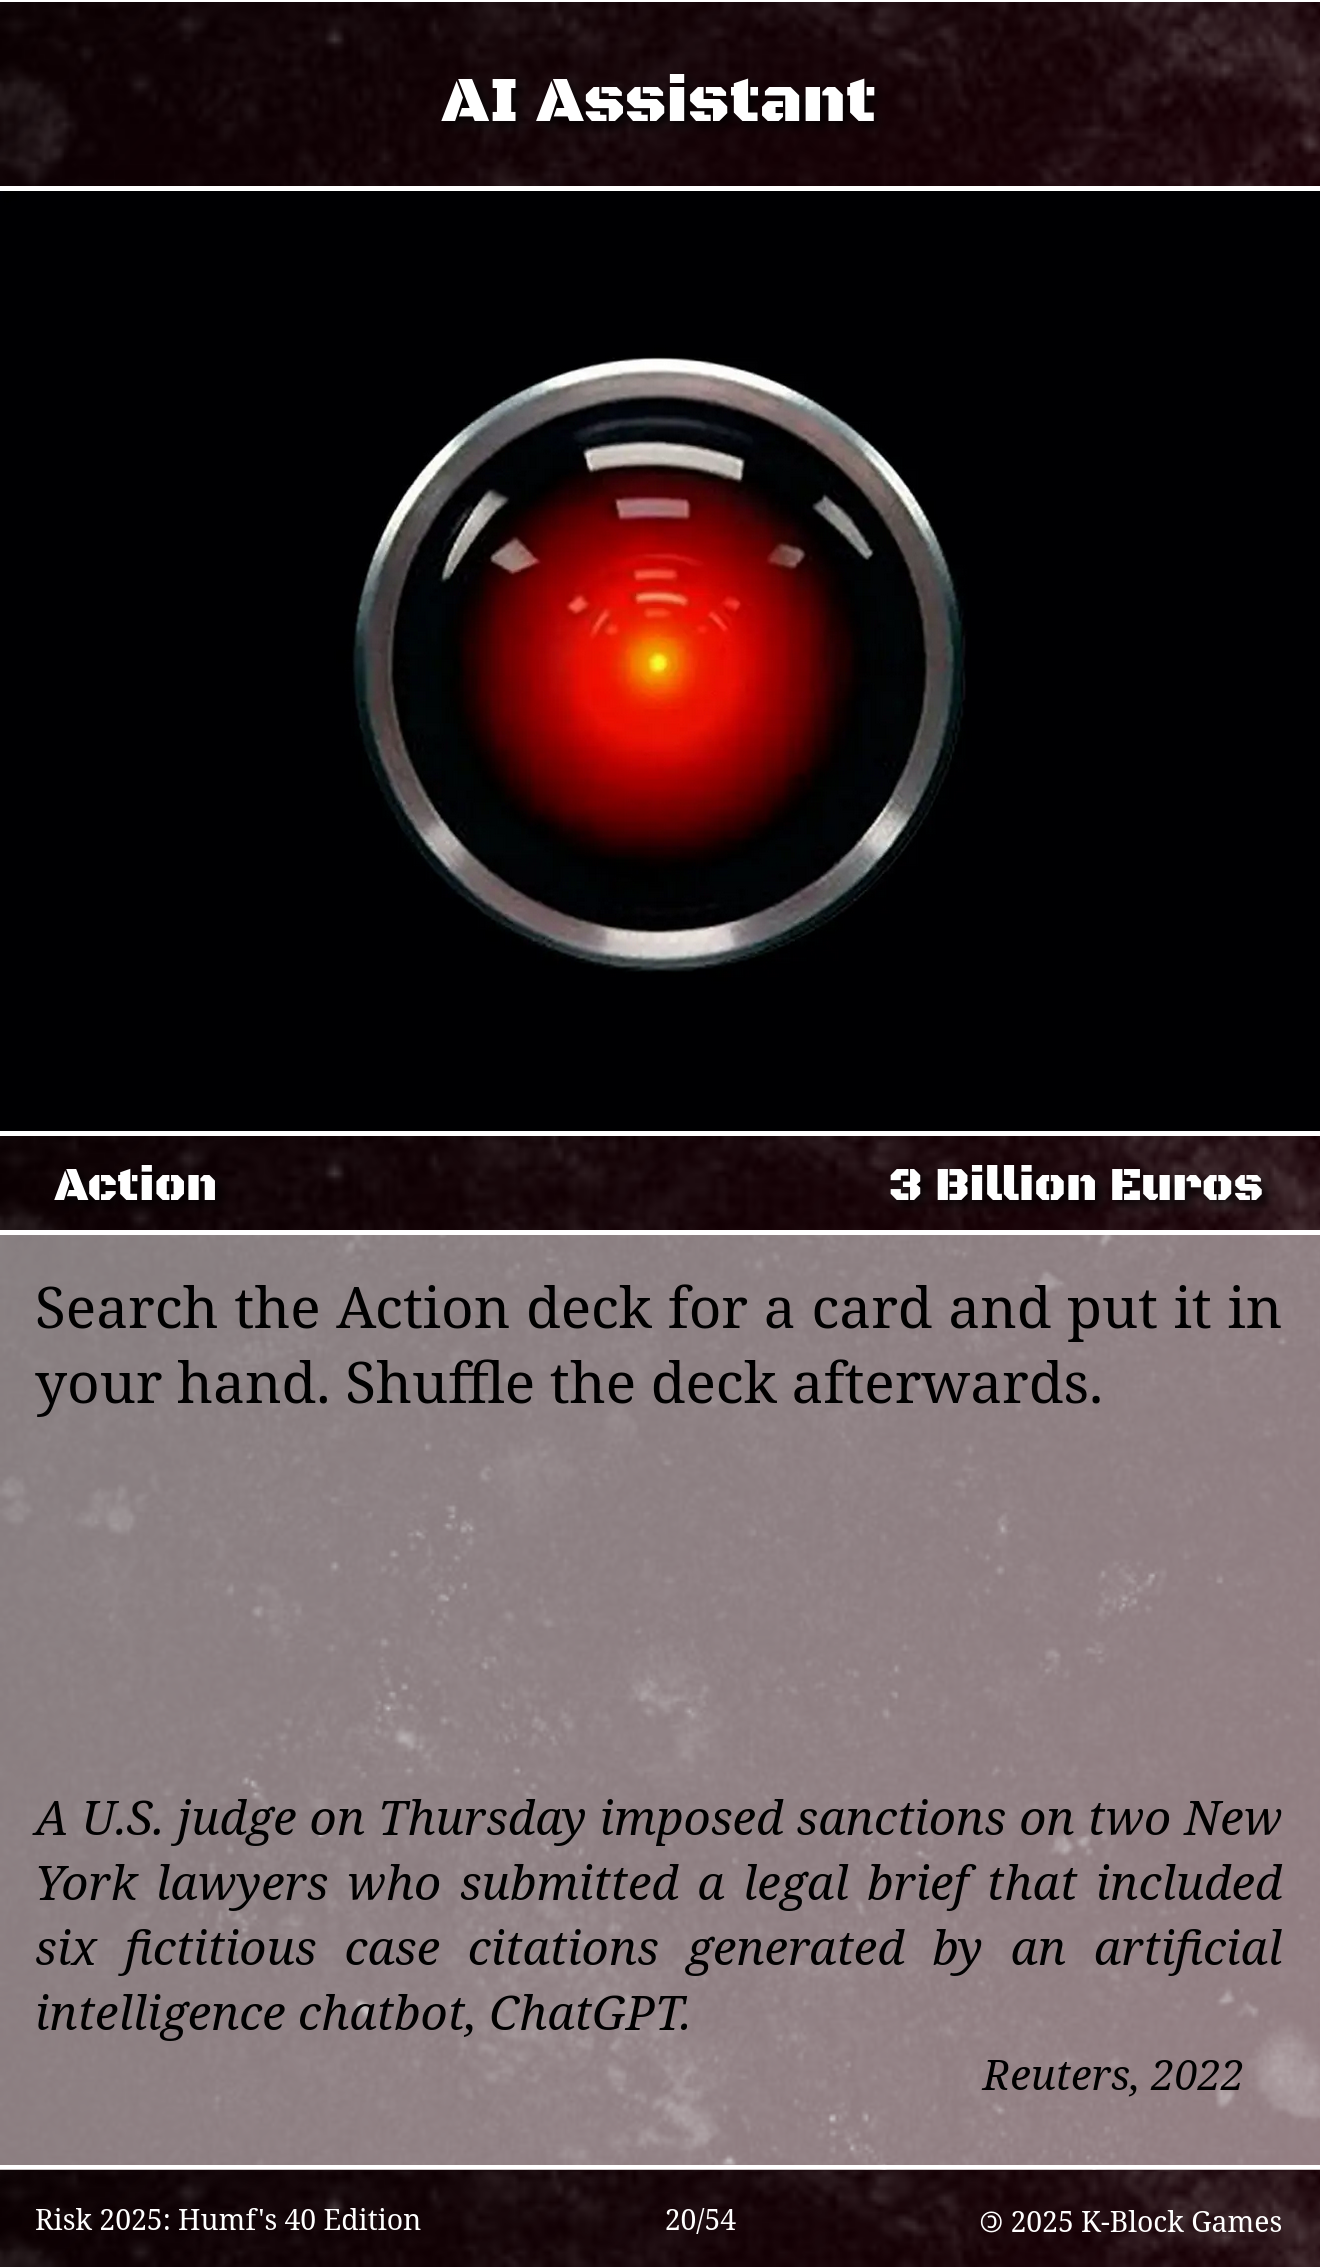 AI Assistant
Action
3 Billion Euros
Search the Action deck for a card and put it in
your hand. Shuffle the deck afterwards.
A U.S. judge on Thursday imposed sanctions on two New
York lawyers who submitted a legal brief that included
six fictitious case citations generated by an artificial
intelligence chatbot, ChatGPT.
Reuters, 2022
Risk 2025: Humf's 40 Edition
20/54
🄯 2025 K-Block Games